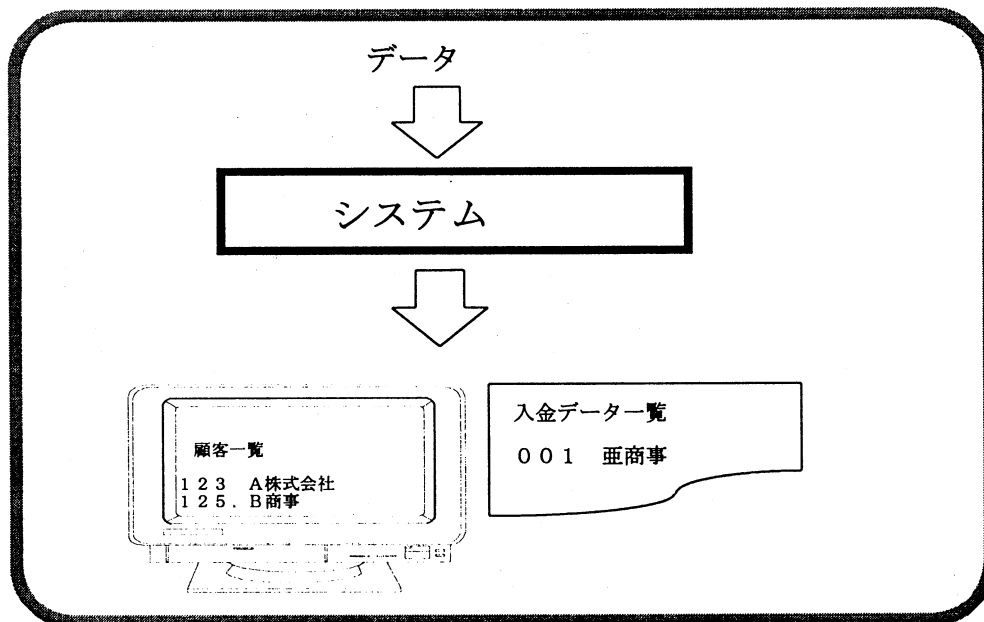 データ
システム
顧客一覧
123 A株式会社
125. B商事
入金データ一覧
001 亜商事